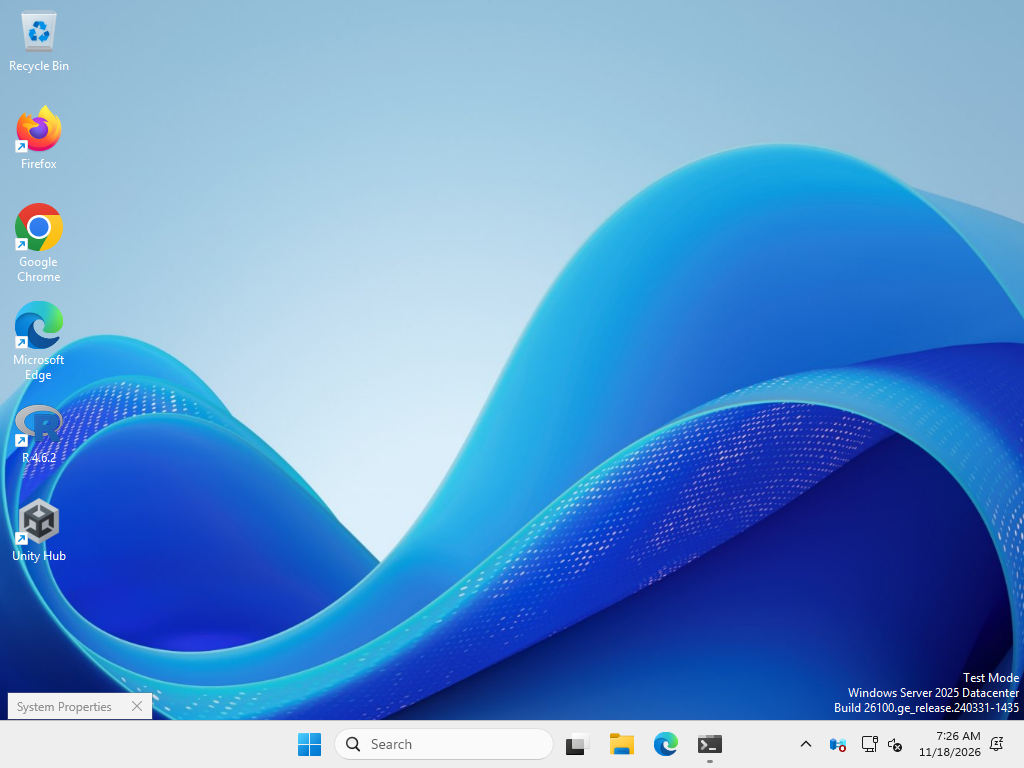 Recycle Bin
Firefox
Google
Chrome
Microsoft
Edge
R 4.6.2
Unity Hub
Test Mode
Windows Server 2025 Datacenter
Build 26100.ge_release.240331-1435
System Properties
Search
7:26 AM
11/18/2026